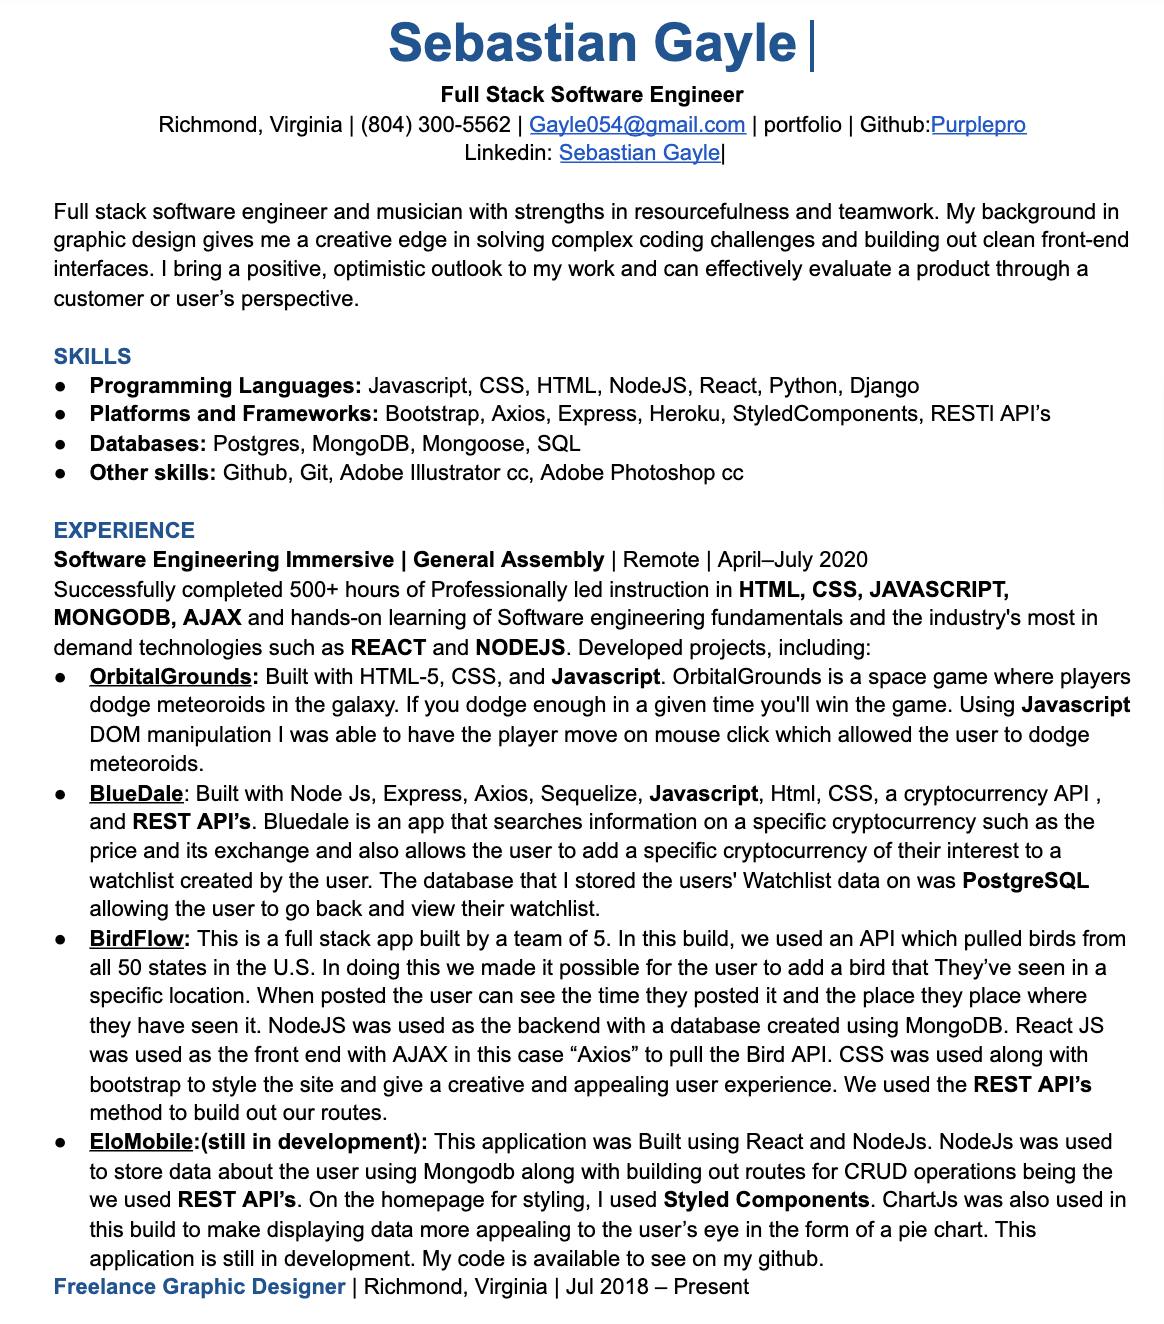 Sebastian Gayle |
Full Stack Software Engineer
Richmond, Virginia | (804) 300-5562 | Gayle054@gmail.com | portfolio | Github:Purplepro
Linkedin: Sebastian Gayle|
Full stack software engineer and musician with strengths in resourcefulness and teamwork. My background in
graphic design gives me a creative edge in solving complex coding challenges and building out clean front-end
interfaces. I bring a positive, optimistic outlook to my work and can effectively evaluate a product through a
customer or user’s perspective.
SKILLS
● Programming Languages: Javascript, CSS, HTML, NodeJS, React, Python, Django
● Platforms and Frameworks: Bootstrap, Axios, Express, Heroku, StyledComponents, RESTl API’s
● Databases: Postgres, MongoDB, Mongoose, SQL
● Other skills: Github, Git, Adobe Illustrator cc, Adobe Photoshop cc
EXPERIENCE
Software Engineering Immersive | General Assembly | Remote | April–July 2020
Successfully completed 500+ hours of Professionally led instruction in HTML, CSS, JAVASCRIPT,
MONGODB, AJAX and hands-on learning of Software engineering fundamentals and the industry's most in
demand technologies such as REACT and NODEJS. Developed projects, including:
● OrbitalGrounds: Built with HTML-5, CSS, and Javascript. OrbitalGrounds is a space game where players
dodge meteoroids in the galaxy. If you dodge enough in a given time you'll win the game. Using Javascript
DOM manipulation I was able to have the player move on mouse click which allowed the user to dodge
meteoroids.
● BlueDale: Built with Node Js, Express, Axios, Sequelize, Javascript, Html, CSS, a cryptocurrency API ,
and REST API’s. Bluedale is an app that searches information on a specific cryptocurrency such as the
price and its exchange and also allows the user to add a specific cryptocurrency of their interest to a
watchlist created by the user. The database that I stored the users' Watchlist data on was PostgreSQL
allowing the user to go back and view their watchlist.
● BirdFlow: This is a full stack app built by a team of 5. In this build, we used an API which pulled birds from
all 50 states in the U.S. In doing this we made it possible for the user to add a bird that They’ve seen in a
specific location. When posted the user can see the time they posted it and the place they place where
they have seen it. NodeJS was used as the backend with a database created using MongoDB. React JS
was used as the front end with AJAX in this case “Axios” to pull the Bird API. CSS was used along with
bootstrap to style the site and give a creative and appealing user experience. We used the REST API’s
method to build out our routes.
● EloMobile:(still in development): This application was Built using React and NodeJs. NodeJs was used
to store data about the user using Mongodb along with building out routes for CRUD operations being the
we used REST API’s. On the homepage for styling, I used Styled Components. ChartJs was also used in
this build to make displaying data more appealing to the user’s eye in the form of a pie chart. This
application is still in development. My code is available to see on my github.
Freelance Graphic Designer | Richmond, Virginia | Jul 2018 – Present